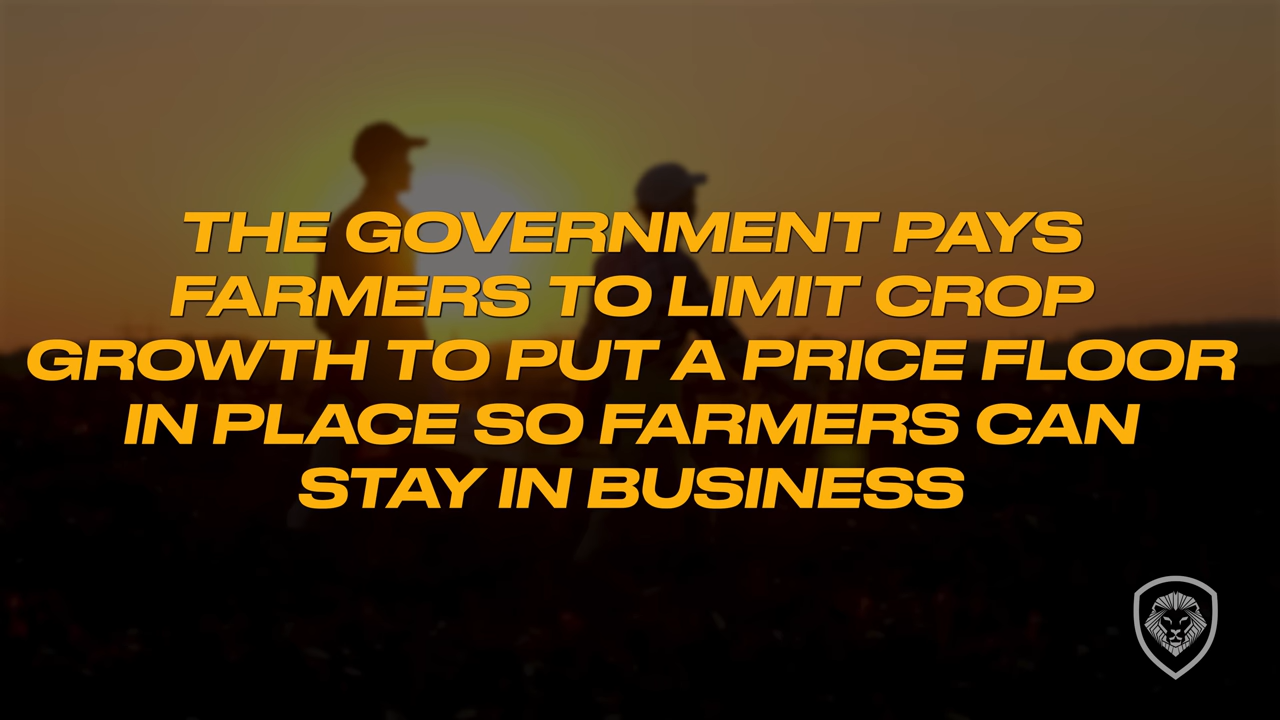 THE GOVERNMENT PAYS
FARMERS TO LIMIT CROP
GROWTH TO PUT A PRICE FLOOR
IN PLACE SO FARMERS CAN
STAY IN BUSINESS